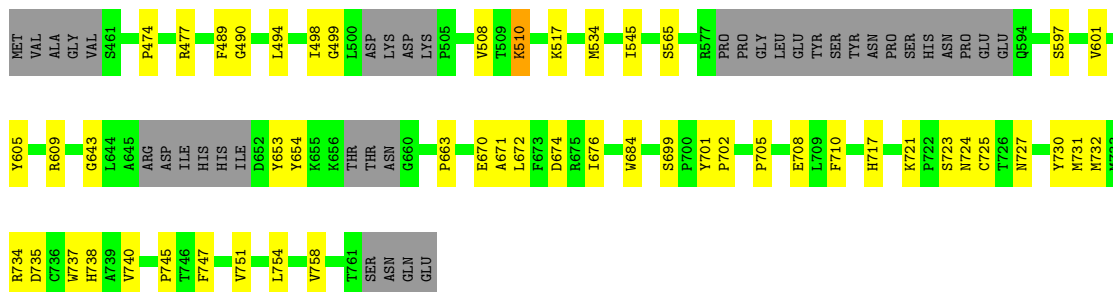 MET VAL ALA GLY VAL S461 P474 R477 F489 G490 L494 I498 G499 L500 ASP LYS ASP LYS P505 V508 T509 K510 K517 M534 I545 S565 R577 PRO PRO GLY LEU GLU TYR SER TYR ASN PRO SER HIS ASN PRO GLU GLU Q594 S597 V601
Y605 R609 G643 L644 A645 ARG ASP ILE HIS HIS ILE D652 Y653 Y654 K655 K656 THR THR ASN G660 P663 E670 A671 L672 F673 D674 R675 I676 W684 S699 P700 Y701 P702 P705 E708 L709 F710 H717 K721 P722 S723 N724 C725 T726 N727 Y730 M731 M732
R734 D735 C736 W737 H738 A739 V740 P745 T746 F747 V751 L754 V758 T761 SER ASN GLN GLU